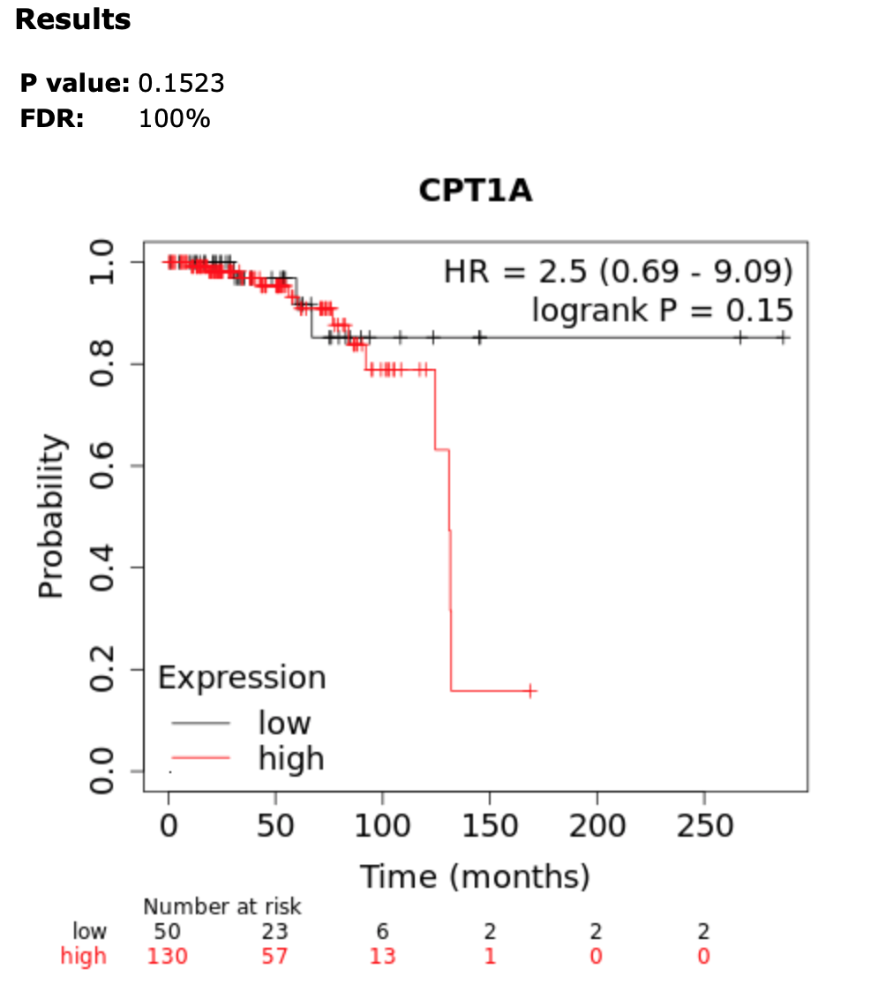 Results
P value: 0.1523
FDR: 100%
CPT1A
HR = 2.5 (0.69 - 9.09)
logrank P = 0.15
1.0
0.8
0.6
0.4
0.2
0.0
Probability
Expression
low
high
0 50 100 150 200 250
Time (months)
Number at risk
low 50 23 6 2 2 2
high 130 57 13 1 0 0